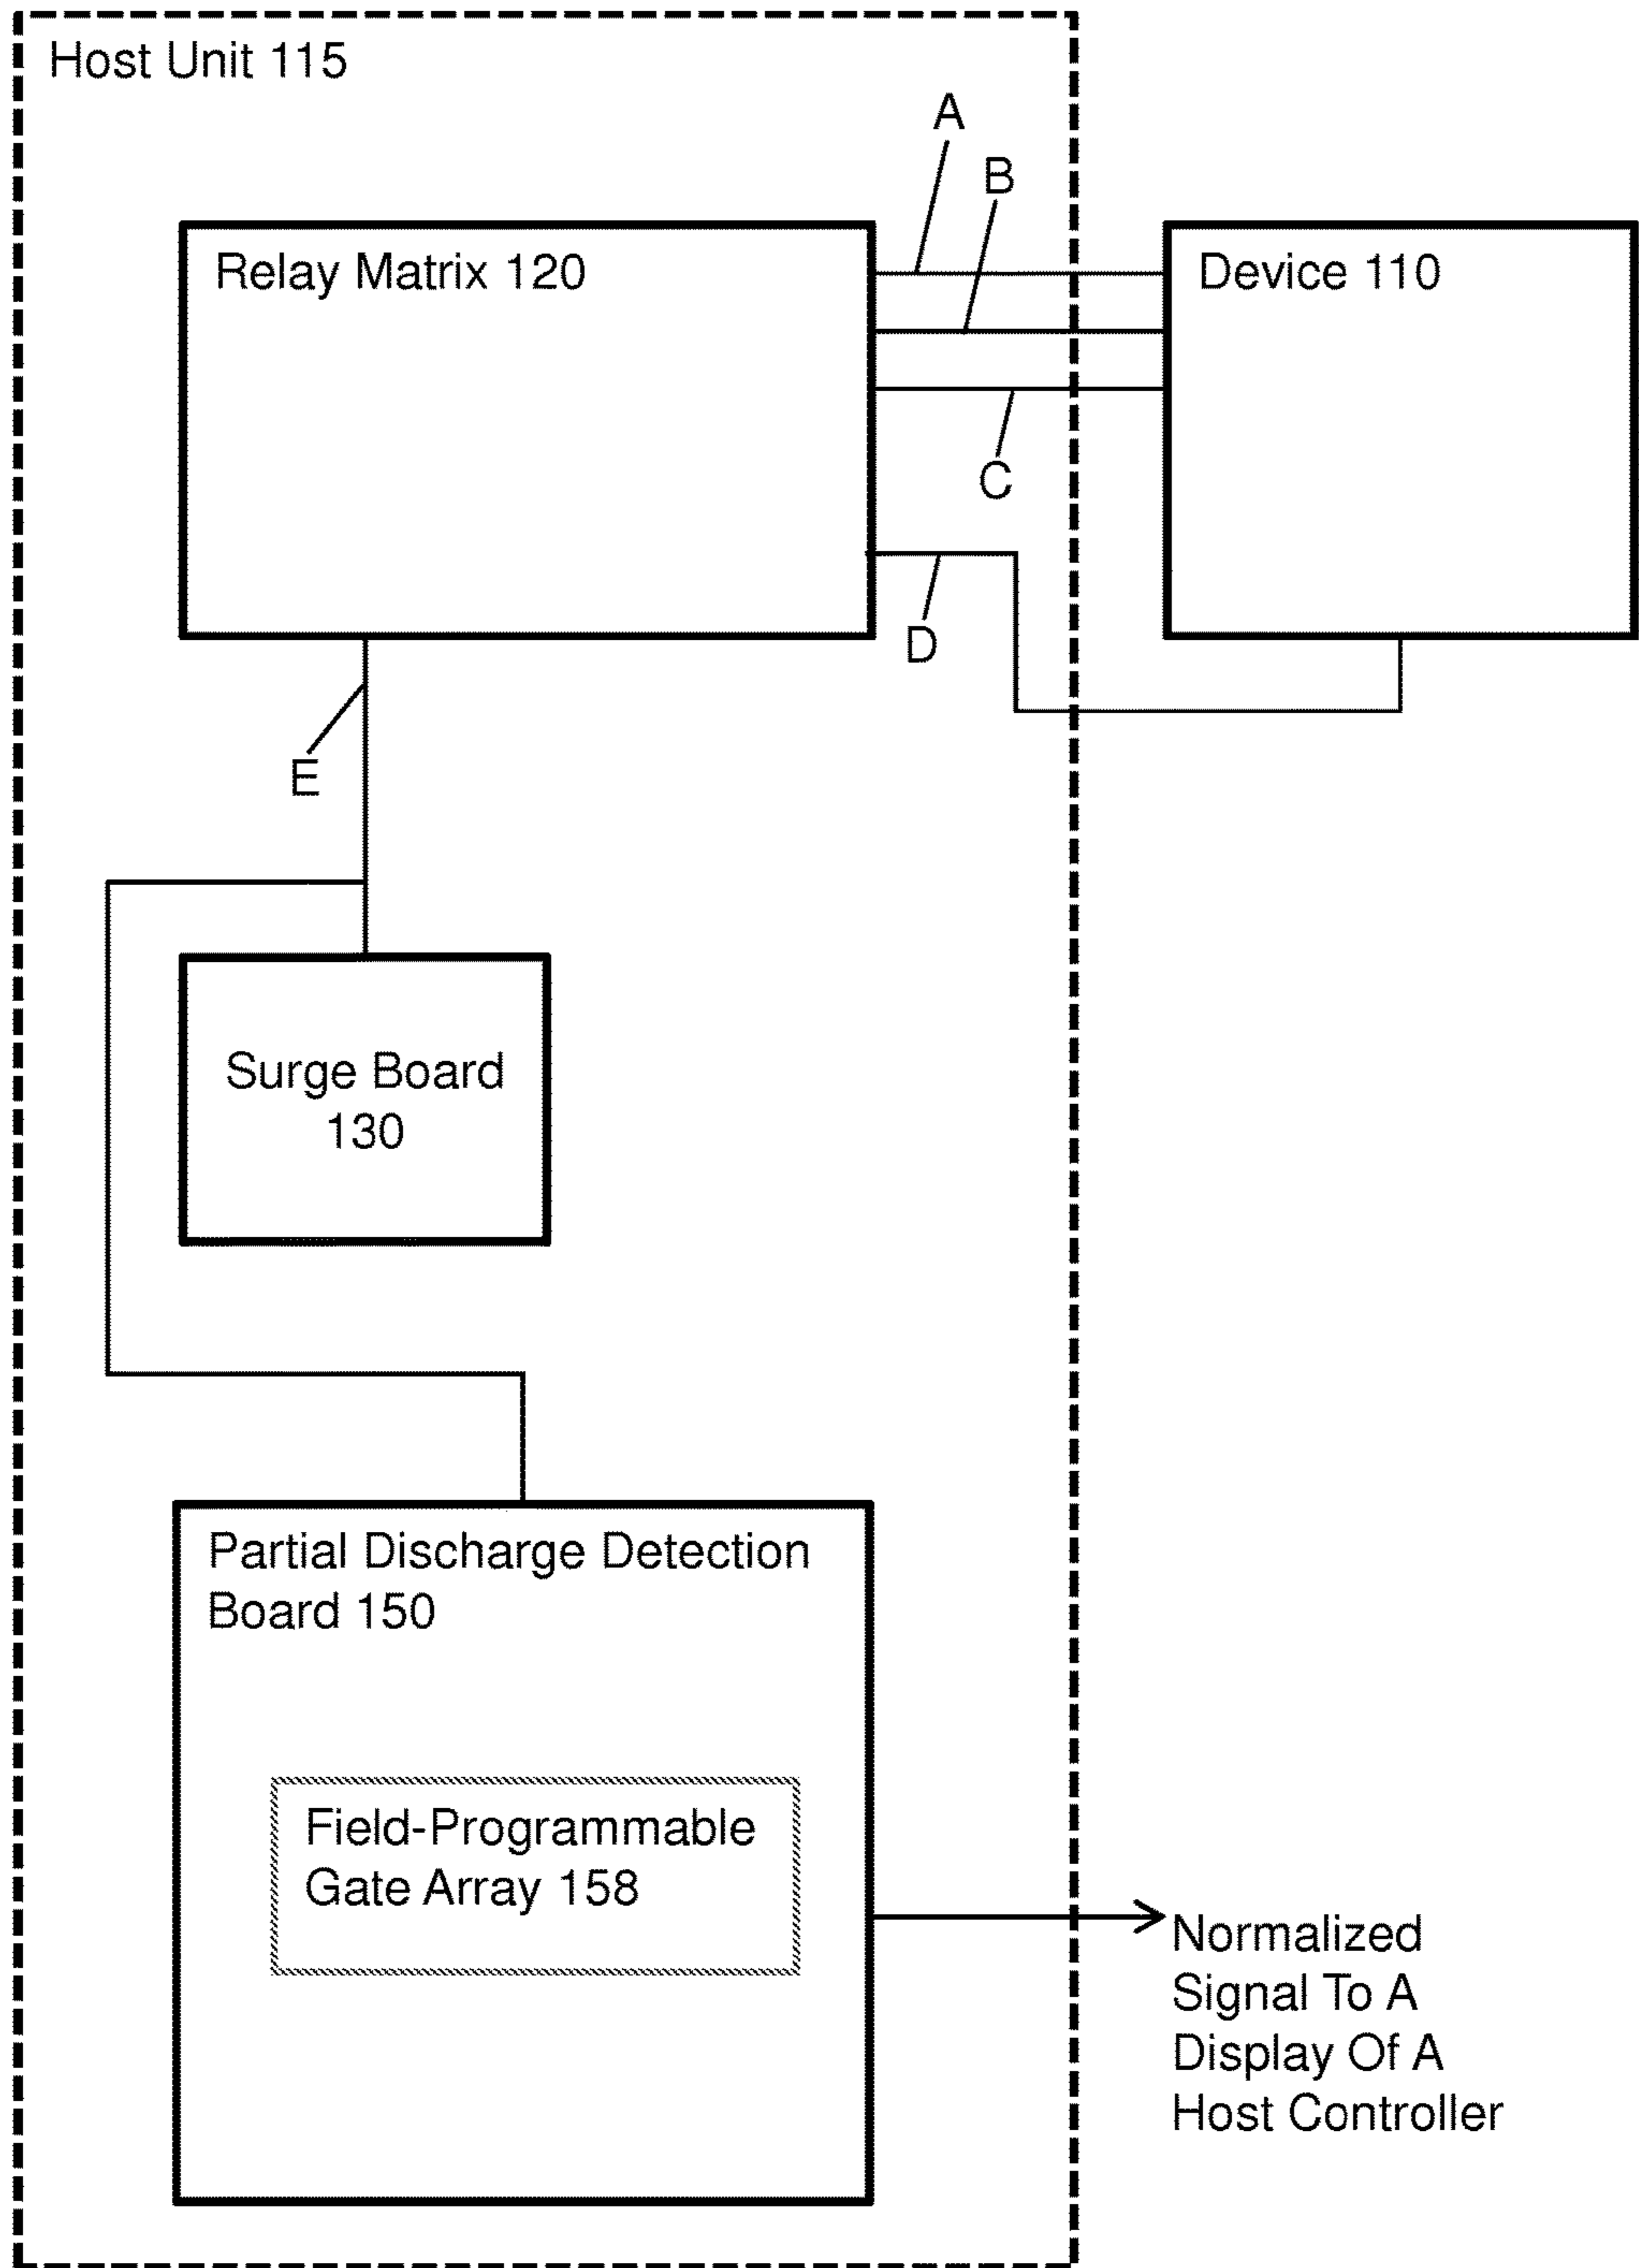 Host Unit 115
A
B
Relay Matrix 120
Device 110
C
D
E
Surge Board
130
Partial Discharge Detection
Board 150
Field-Programmable
Gate Array 158
Normalized
Signal To A
Display Of A
Host Controller